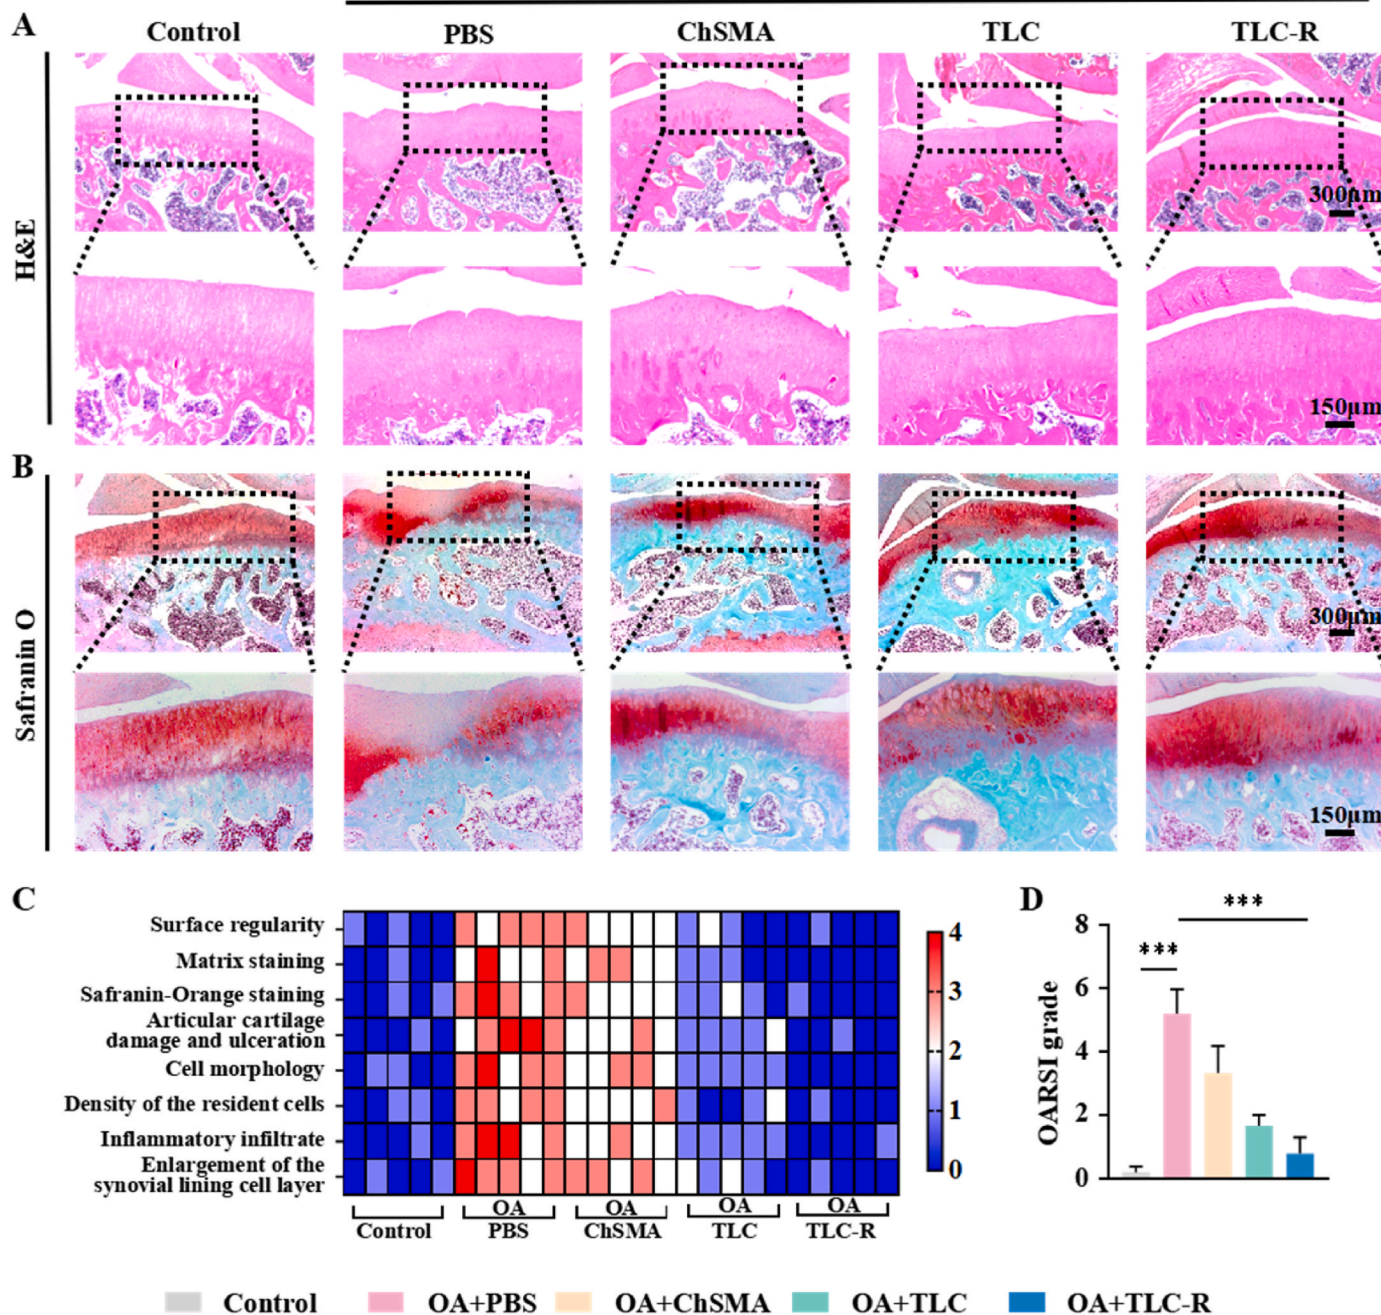 A
Control
PBS
ChSMA
TLC
TLC-R
H&E
300μm
150μm
B
Safranin O
300μm
150μm
C
Surface regularity
Matrix staining
Safranin-Orange staining
Articular cartilage
damage and ulceration
Cell morphology
Density of the resident cells
Inflammatory infiltrate
Enlargement of the
synovial lining cell layer
4
3
2
1
0
Control
OA
PBS
OA
ChSMA
OA
TLC
OA
TLC-R
D
OARSI grade
8
6
4
2
0
***
***
Control
OA+PBS
OA+ChSMA
OA+TLC
OA+TLC-R